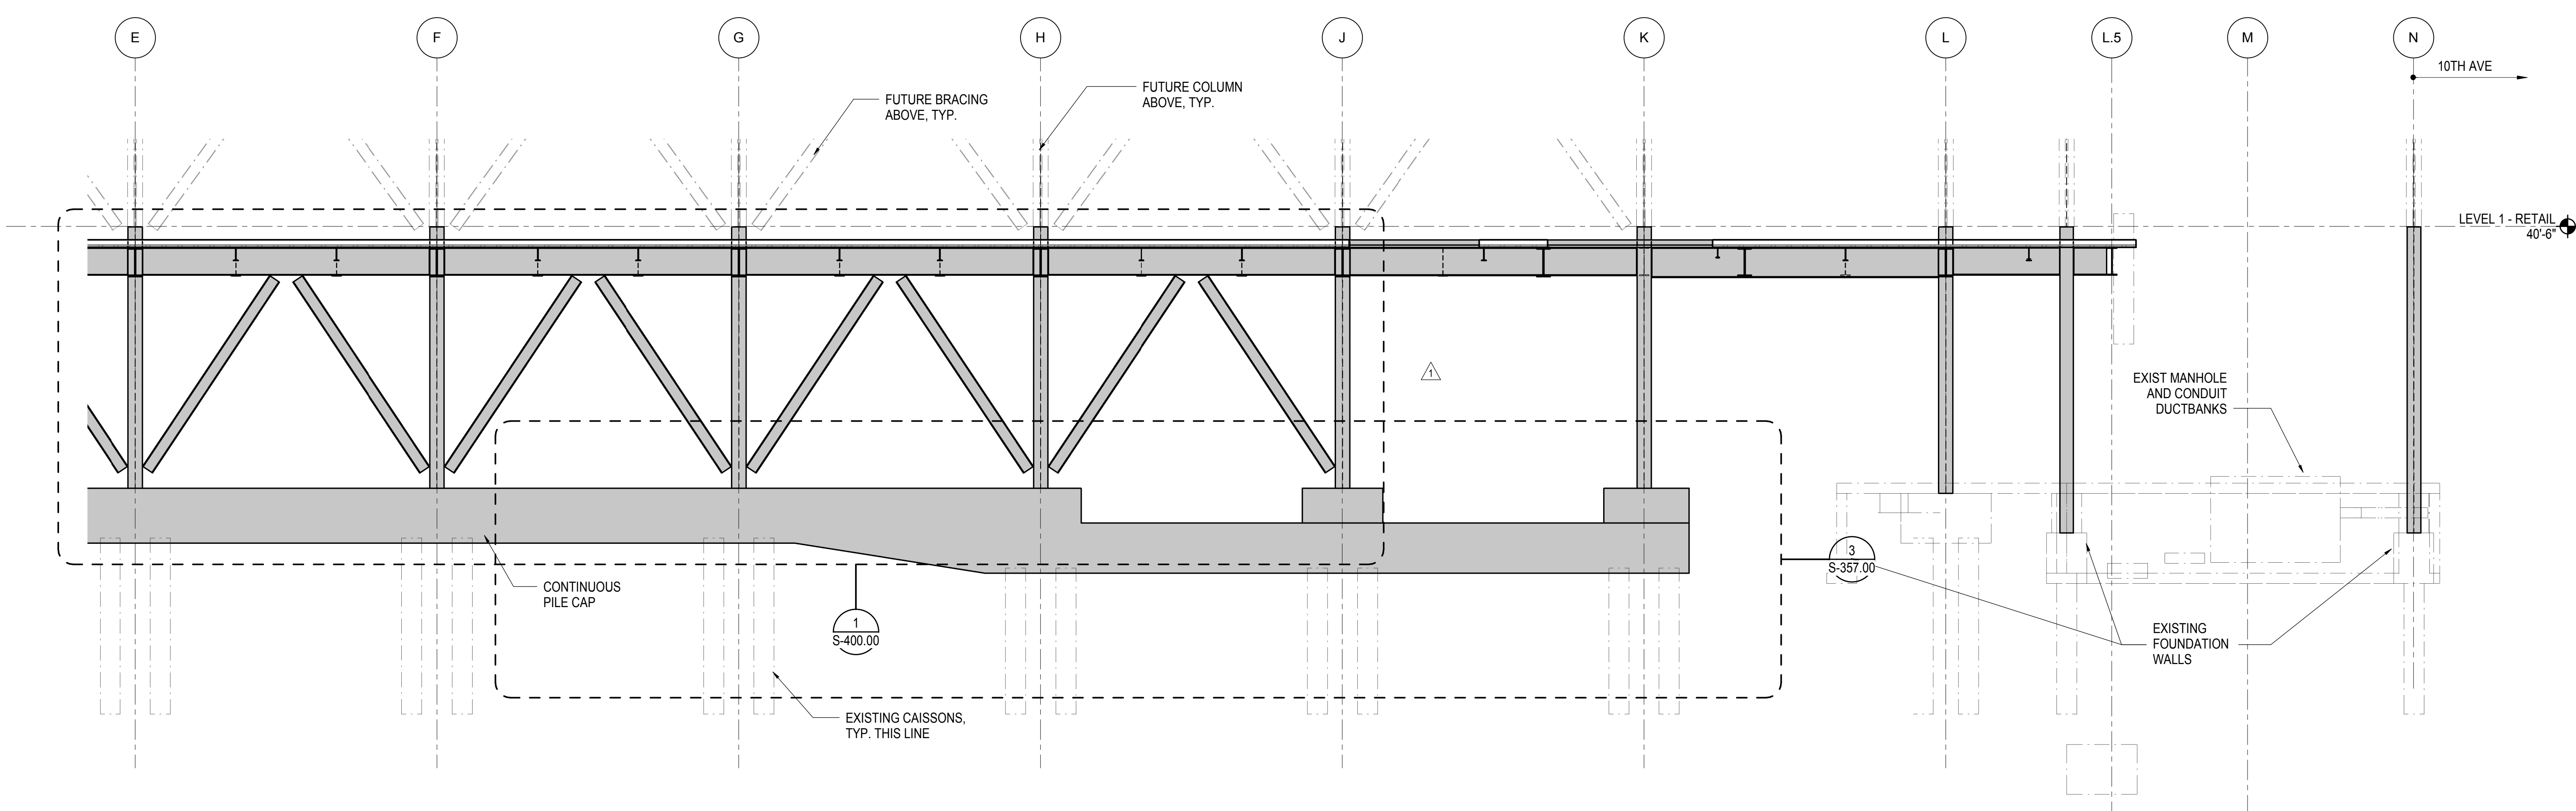 E
F
G
H
J
K
L
L.5
M
N
10TH AVE
FUTURE BRACING
ABOVE, TYP.
FUTURE COLUMN
ABOVE, TYP.
LEVEL 1 - RETAIL
40'-6"
1
EXIST MANHOLE
AND CONDUIT
DUCTBANKS
3
S-357.00
CONTINUOUS
PILE CAP
1
S-400.00
EXISTING
FOUNDATION
WALLS
EXISTING CAISSONS,
TYP. THIS LINE